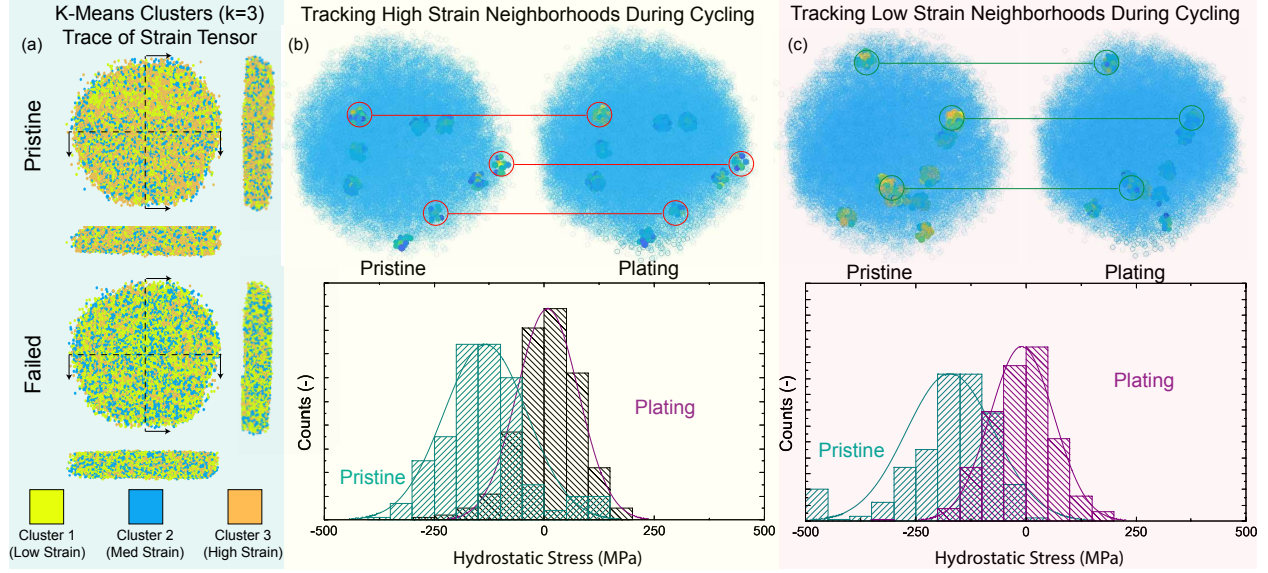 K-Means Clusters (k=3)
Trace of Strain Tensor
(a)
Pristine
Failed
Cluster 1
(Low Strain)
Cluster 2
(Med Strain)
Cluster 3
(High Strain)
Tracking High Strain Neighborhoods During Cycling
(b)
Pristine
Plating
Counts (-)
Pristine
Plating
-500
-250
0
250
500
Hydrostatic Stress (MPa)
Tracking Low Strain Neighborhoods During Cycling
(c)
Pristine
Plating
Counts (-)
Pristine
Plating
-500
-250
0
250
500
Hydrostatic Stress (MPa)